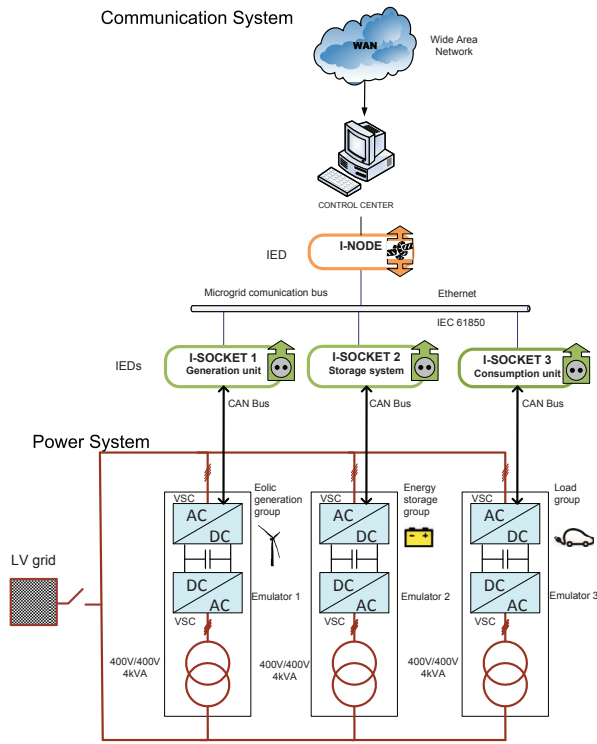 Communication System
WAN
Wide Area
Network
CONTROL CENTER
IED
I-NODE
Microgrid comunication bus
Ethernet
IEC 61850
IEDs
I-SOCKET 1
Generation unit
I-SOCKET 2
Storage system
I-SOCKET 3
Consumption unit
CAN Bus
CAN Bus
CAN Bus
Power System
VSC
Eolic
generation
group
VSC
Energy
storage
group
VSC
Load
group
AC
DC
AC
DC
AC
DC
- +
LV grid
DC
AC
Emulator 1
DC
AC
Emulator 2
DC
AC
Emulator 3
VSC
VSC
VSC
400V/400V
4kVA
400V/400V
4kVA
400V/400V
4kVA